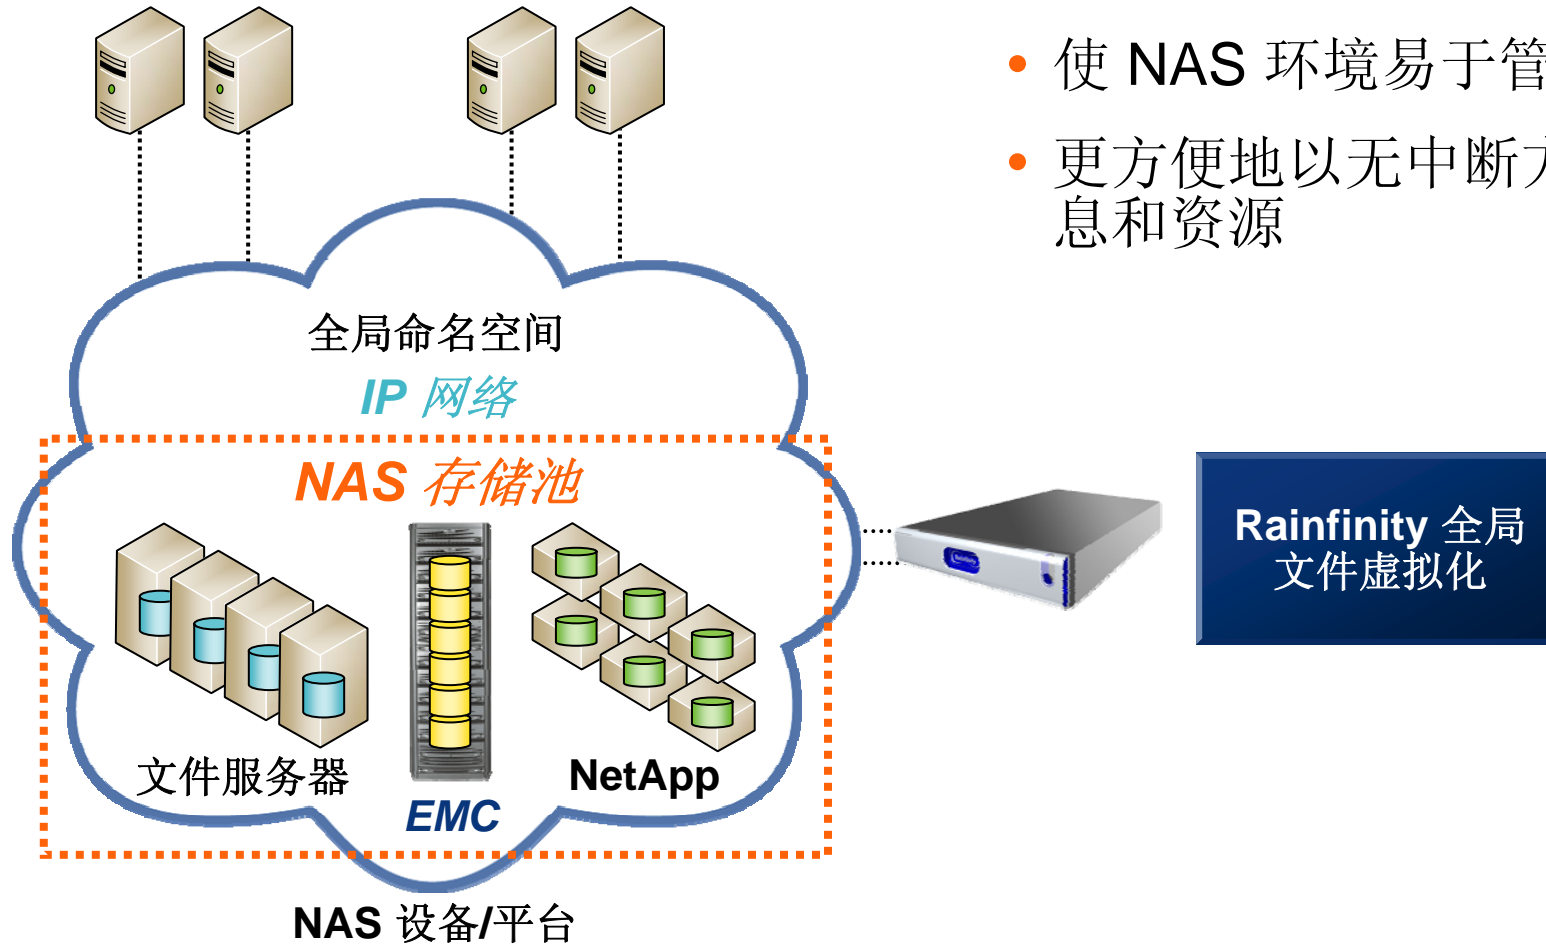 • 使 NAS 环境易于管
• 更方便地以无中断方
息和资源
全局命名空间
IP 网络
NAS 存储池
Rainfinity 全局
文件虚拟化
文件服务器
NetApp
EMC
NAS 设备/平台